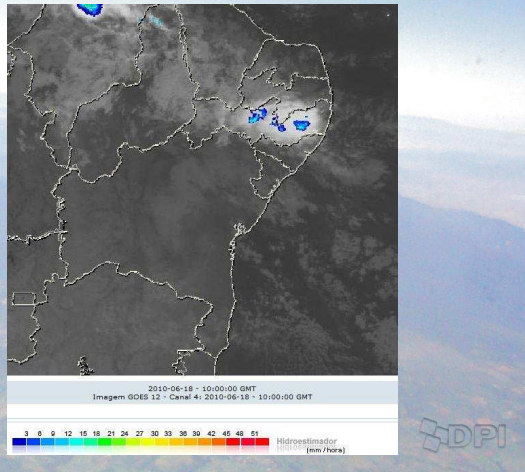 2010-06-18 - 10:00:00 GMT
Imagem GOES 12 - Canal 4: 2010-06-18 - 10:00:00 GMT
3 6 9 12 15 18 21 24 27 30 33 36 39 42 45 48 51
Hidroestimador
(mm/hora)
DPI